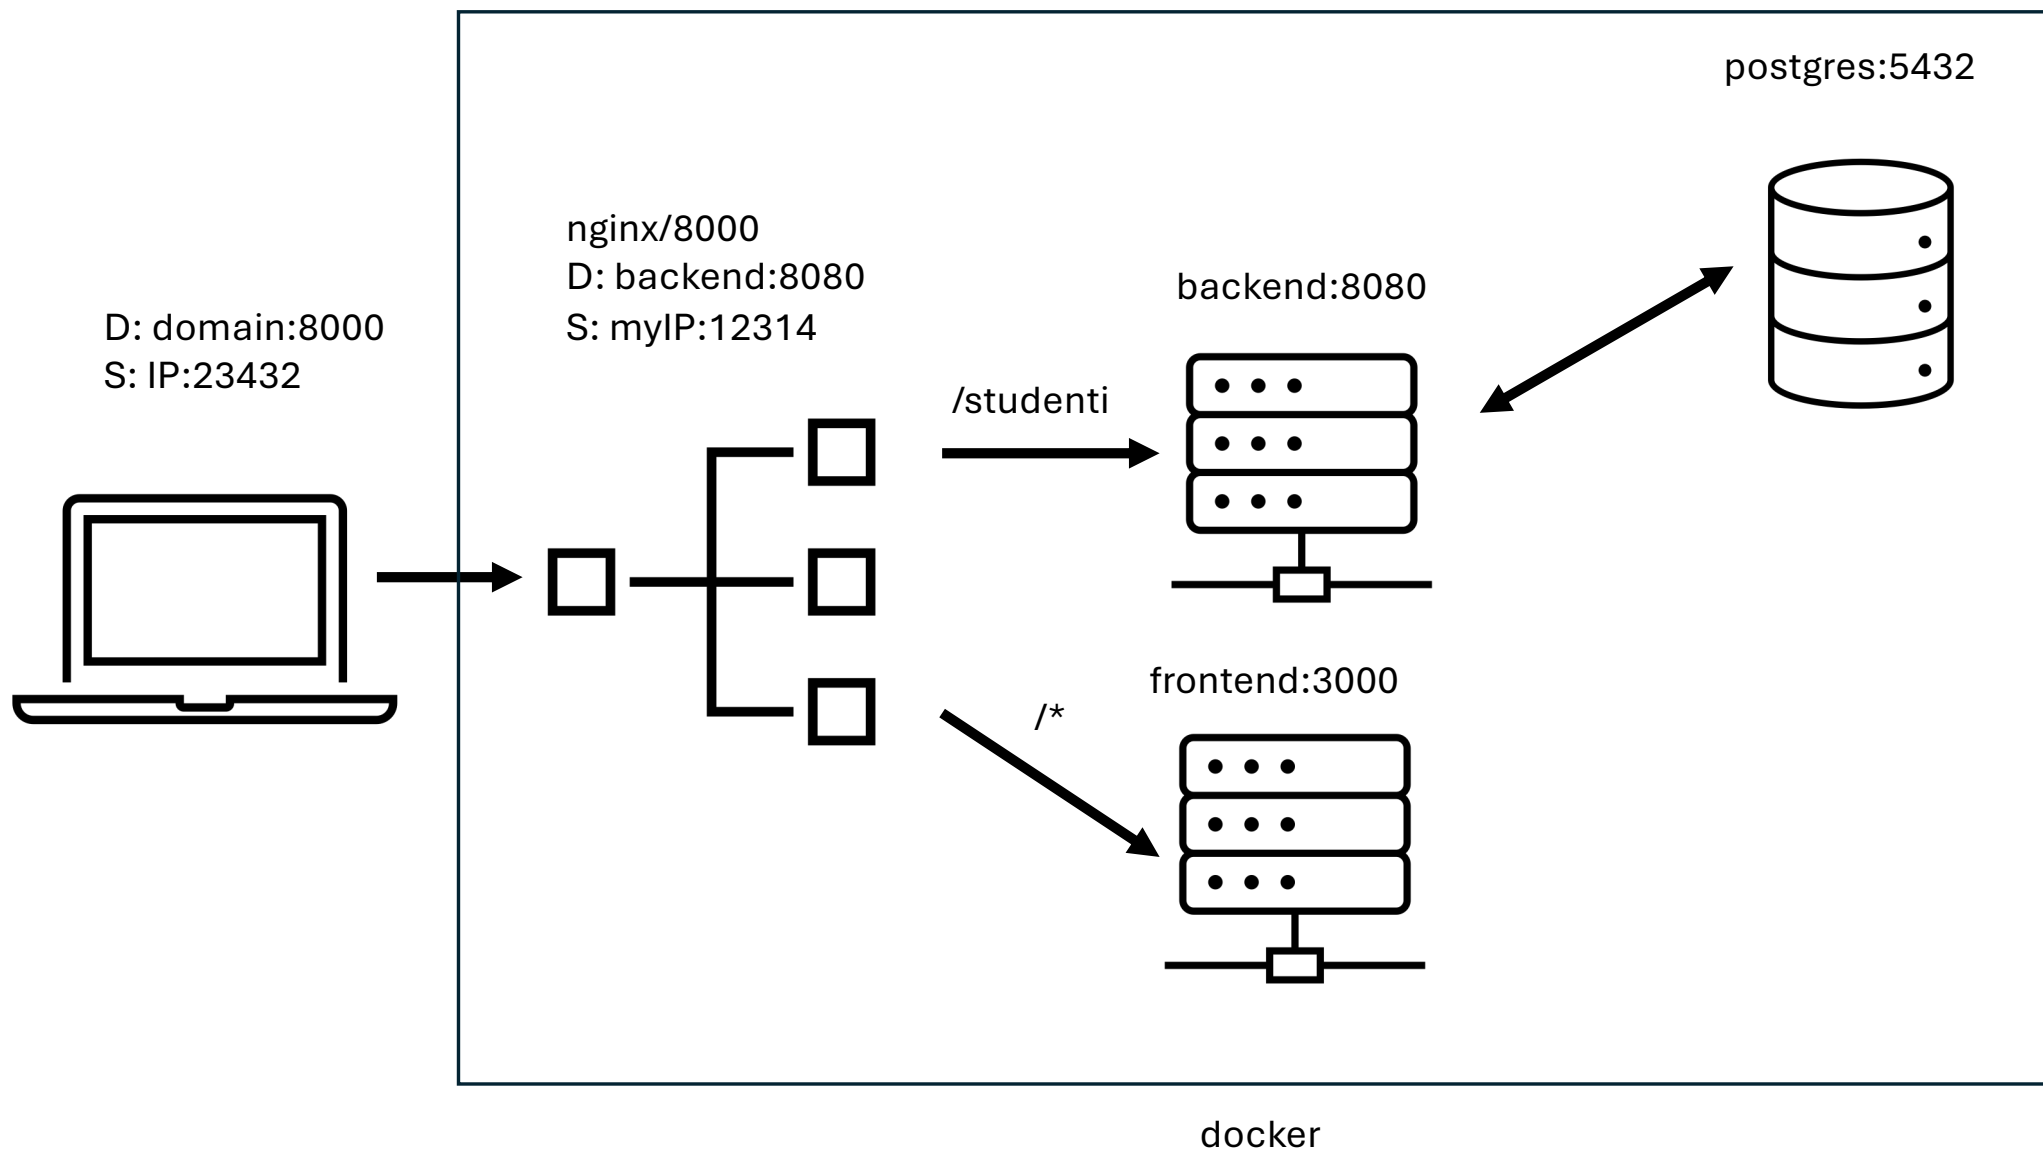 postgres:5432
nginx/8000
D: backend:8080
S: myIP:12314
backend:8080
D: domain:8000
S: IP:23432
/studenti
frontend:3000
/*
docker